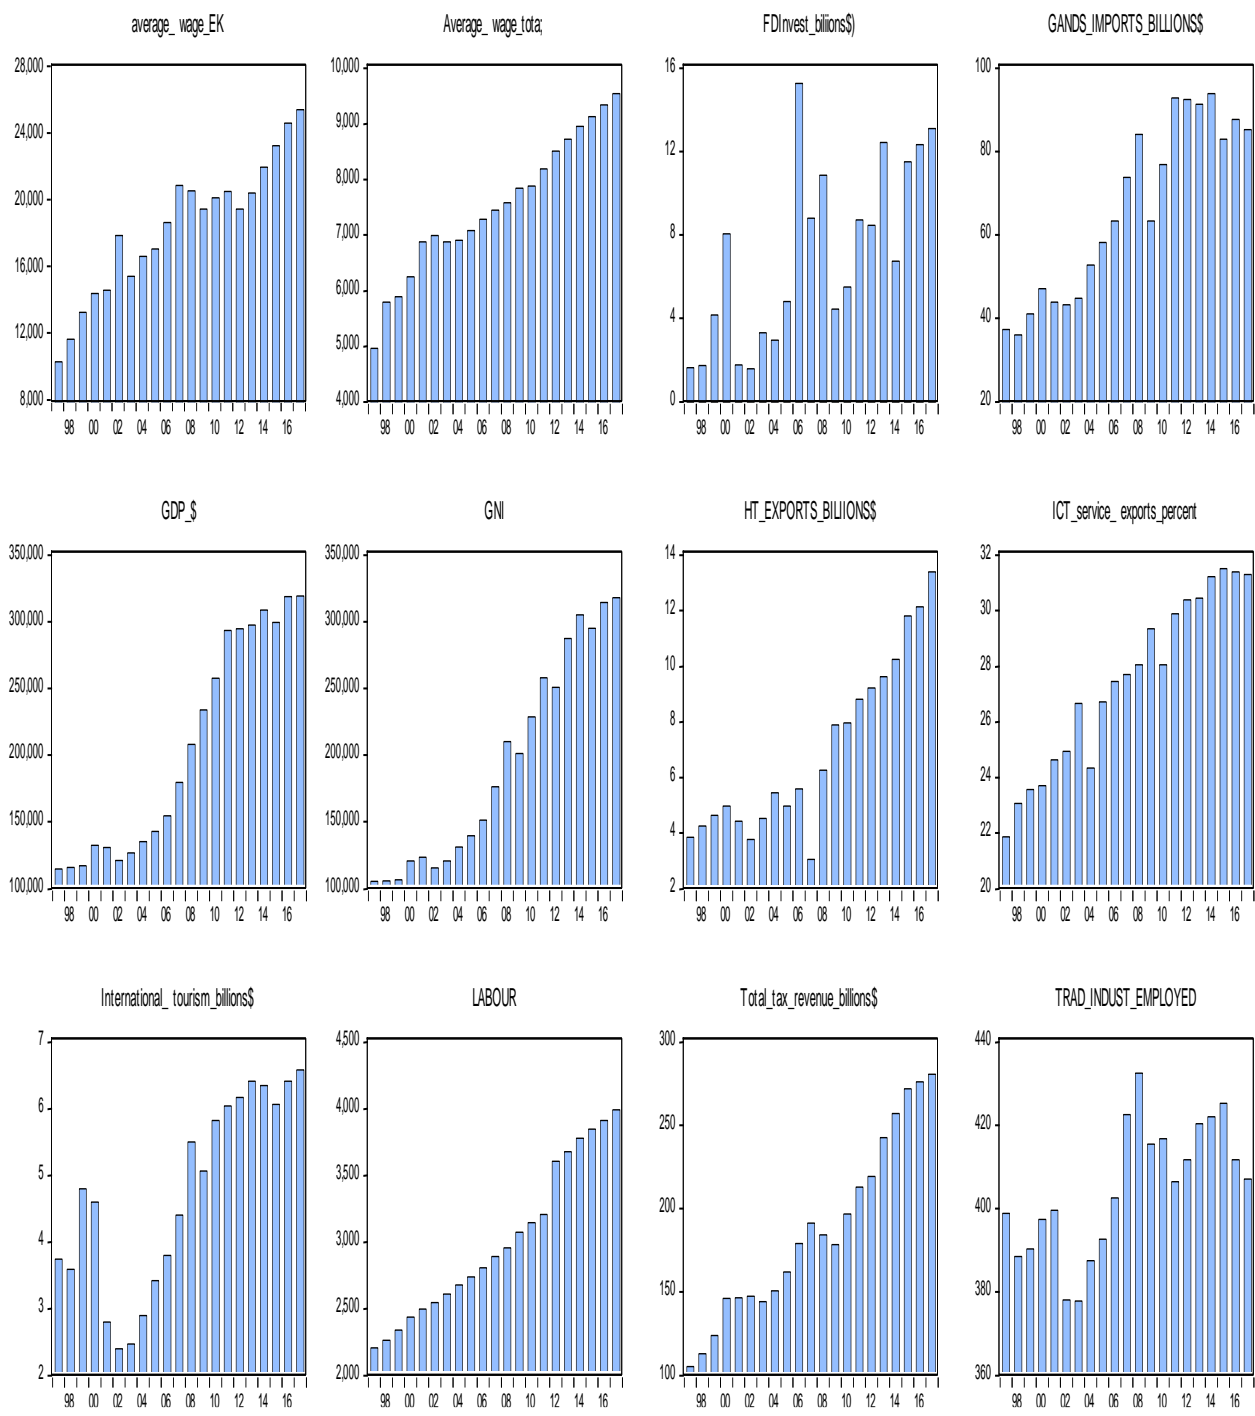 average_ wage_EK
28,000
24,000
20,000
16,000
12,000
8,000
98 00 02 04 06 08 10 12 14 16
Average_ wage_tota;
10,000
9,000
8,000
7,000
6,000
5,000
4,000
98 00 02 04 06 08 10 12 14 16
FDInvest_biliions$)
16
12
8
4
0
98 00 02 04 06 08 10 12 14 16
GANDS_IMPORTS_BILLIONS$
100
80
60
40
20
98 00 02 04 06 08 10 12 14 16
GDP_$
350,000
300,000
250,000
200,000
150,000
100,000
98 00 02 04 06 08 10 12 14 16
GNI
350,000
300,000
250,000
200,000
150,000
100,000
98 00 02 04 06 08 10 12 14 16
HT_EXPORTS_BILIIONS$
14
12
10
8
6
4
2
98 00 02 04 06 08 10 12 14 16
ICT_service_ exports_percent
32
30
28
26
24
22
20
98 00 02 04 06 08 10 12 14 16
International_ tourism_billions$
7
6
5
4
3
2
98 00 02 04 06 08 10 12 14 16
LABOUR
4,500
4,000
3,500
3,000
2,500
2,000
98 00 02 04 06 08 10 12 14 16
Total_tax_revenue_billions$
300
250
200
150
100
98 00 02 04 06 08 10 12 14 16
TRAD_INDUST_EMPLOYED
440
420
400
380
360
98 00 02 04 06 08 10 12 14 16